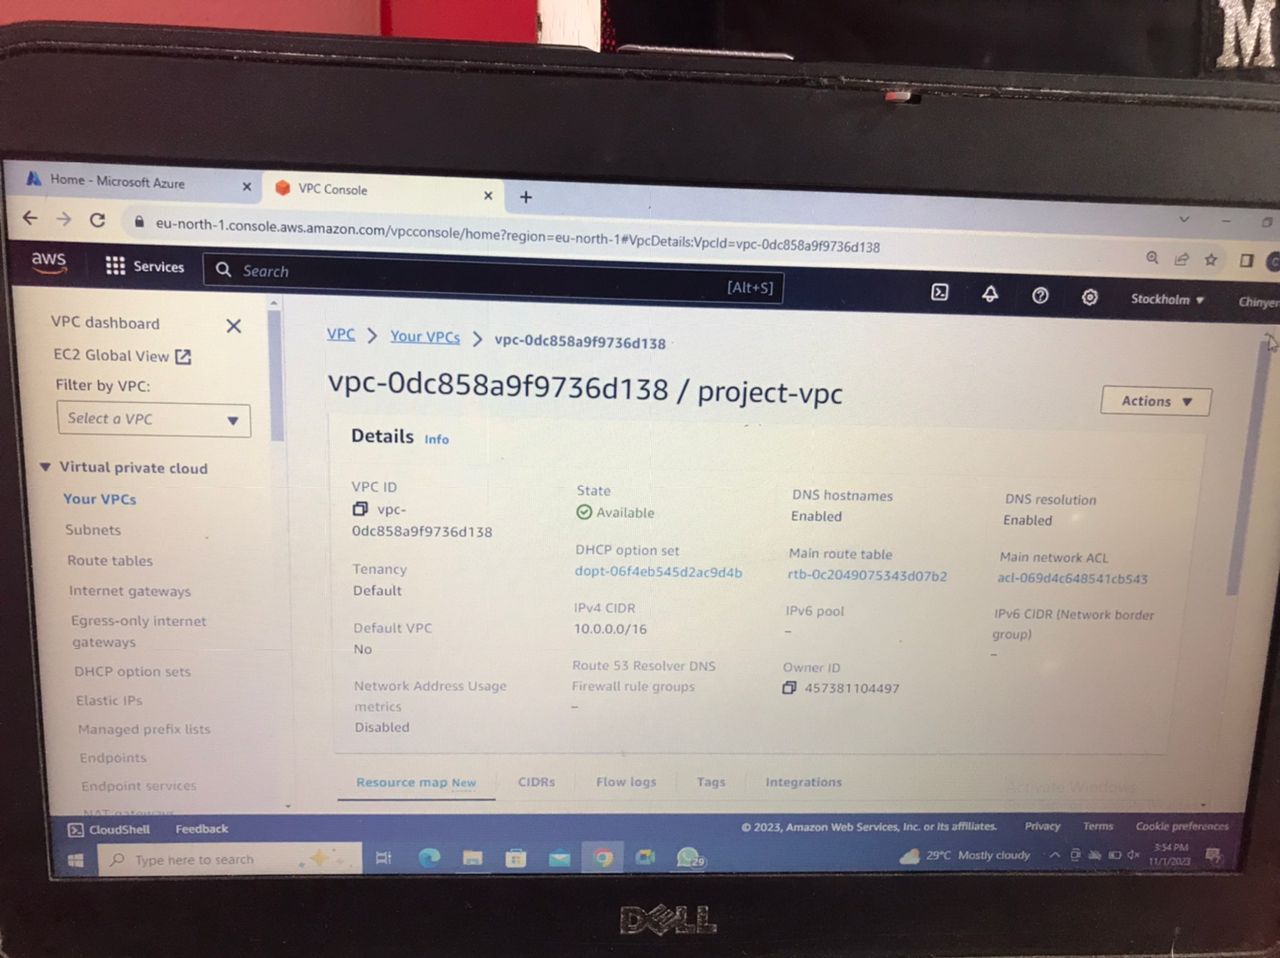 M
Home - Microsoft Azure
VPC Console
eu-north-1.console.aws.amazon.com/vpcconsole/home?region=eu-north-1#VpcDetails:VpcId=vpc-0dc858a9f9736d138
aws
Services
Search
[Alt+S]
Stockholm
Chinyer
VPC dashboard
EC2 Global View
Filter by VPC:
Select a VPC
Virtual private cloud
Your VPCs
Subnets
Route tables
Internet gateways
Egress-only internet
gateways
DHCP option sets
Elastic IPs
Managed prefix lists
Endpoints
Endpoint services
NAT gateways
VPC > Your VPCs > vpc-0dc858a9f9736d138
vpc-0dc858a9f9736d138 / project-vpc
Actions
Details Info
VPC ID
vpc-
0dc858a9f9736d138
State
Available
DNS hostnames
Enabled
DNS resolution
Enabled
Tenancy
Default
DHCP option set
dopt-06f4eb545d2ac9d4b
Main route table
rtb-0c2049075343d07b2
Main network ACL
acl-069d4c648541cb543
Default VPC
No
IPv4 CIDR
10.0.0.0/16
IPv6 pool
–
IPv6 CIDR (Network border
group)
–
Network Address Usage
metrics
Disabled
Route 53 Resolver DNS
Firewall rule groups
–
Owner ID
457381104497
Resource map New
CIDRs
Flow logs
Tags
Integrations
Activate Windows
CloudShell
Feedback
© 2023, Amazon Web Services, Inc. or its affiliates.
Privacy
Terms
Cookie preferences
Type here to search
29
29°C Mostly cloudy
3:54 PM
11/1/2023
DELL